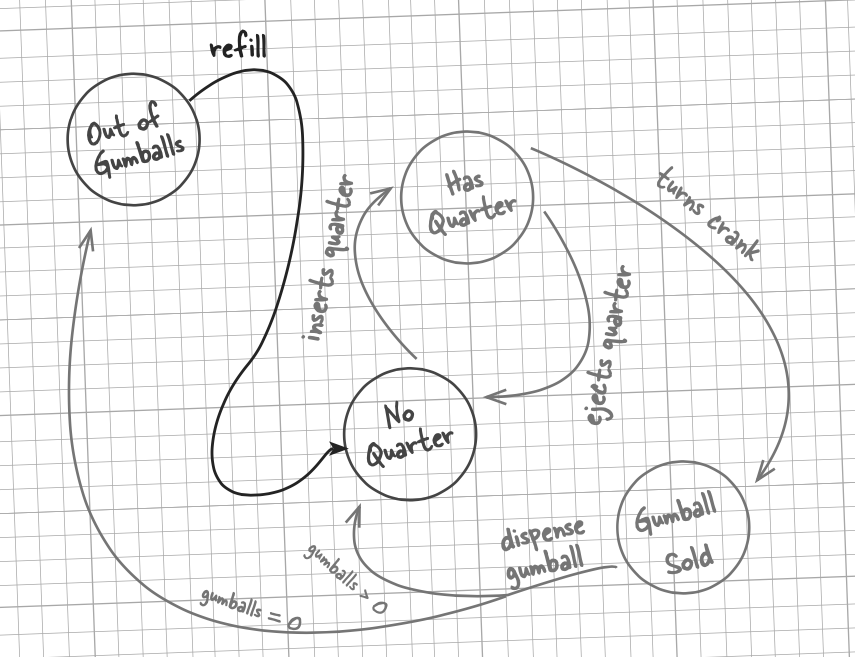 refill
Out of
Gumballs
Has
Quarter
turns crank
inserts quarter
ejects quarter
No
Quarter
Gumball
Sold
dispense
gumball
gumballs > 0
gumballs = 0